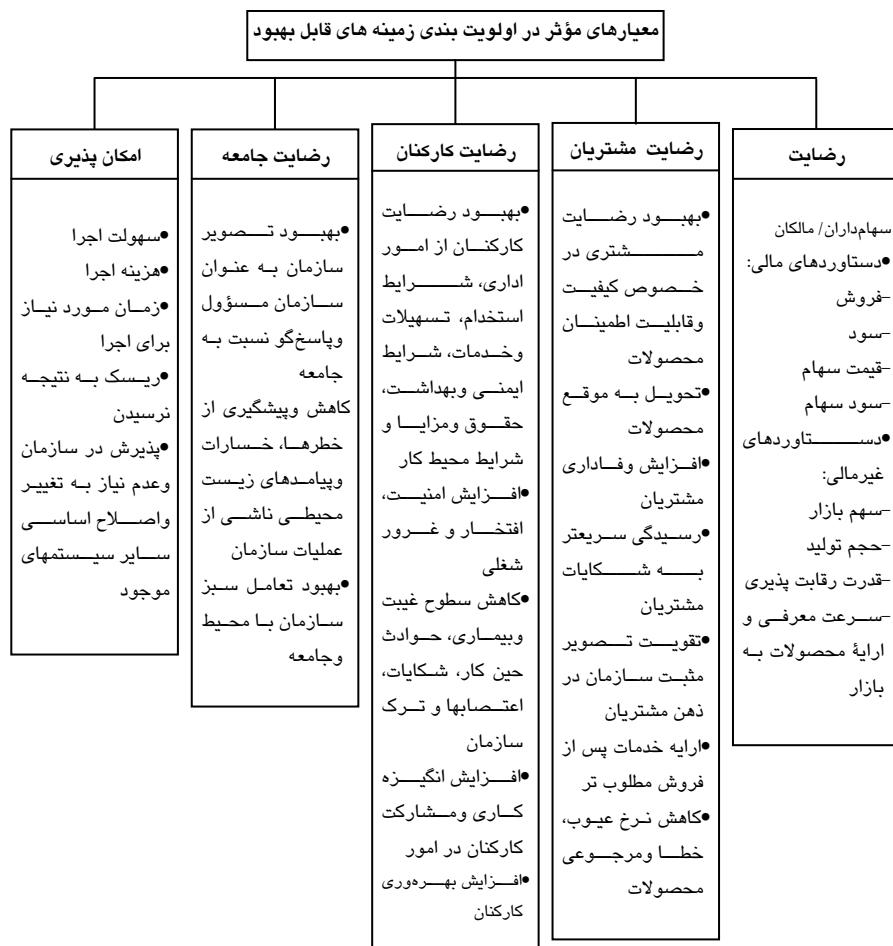 معیارهای مؤثر در اولویت بندی زمینه های قابل بهبود
رضایت
سهام‌داران/ مالکان
•دستاوردهای مالی:
-فروش
-سود
-قیمت سهام
-سود سهام
•دستاوردهای
غیرمالی:
-سهم بازار
-حجم تولید
-قدرت رقابت پذیری
-سرعت معرفی و
ارایۀ محصولات به
بازار
رضایت مشتریان
•بهبود رضایت
مشتری در
خصوص کیفیت
وقابلیت اطمینان
محصولات
•تحویل به موقع
محصولات
•افزایش وفاداری
مشتریان
•رسیدگی سریعتر
به شکایات
مشتریان
•تقویت تصویر
مثبت سازمان در
ذهن مشتریان
•ارایه خدمات پس از
فروش مطلوب تر
•کاهش نرخ عیوب،
خطا ومرجوعی
محصولات
رضایت کارکنان
•بهبود رضایت
کارکنان از امور
اداری، شرایط
استخدام، تسهیلات
وخدمات، شرایط
ایمنی وبهداشت،
حقوق ومزایا و
شرایط محیط کار
•افزایش امنیت،
افتخار و غرور
شغلی
•کاهش سطوح غیبت
وبیماری، حوادث
حین کار، شکایات،
اعتصابها و ترک
سازمان
•افزایش انگیزه
کاری ومشارکت
کارکنان در امور
•افزایش بهره‌وری
کارکنان
رضایت جامعه
•بهبود تصویر
سازمان به عنوان
سازمان مسؤول
وپاسخ‌گو نسبت به
جامعه
کاهش وپیشگیری از
خطرها، خسارات
وپیامدهای زیست
محیطی ناشی از
عملیات سازمان
•بهبود تعامل سبز
سازمان با محیط
وجامعه
امکان پذیری
•سهولت اجرا
•هزینه اجرا
•زمان مورد نیاز
برای اجرا
•ریسک به نتیجه
نرسیدن
•پذیرش در سازمان
وعدم نیاز به تغییر
واصلاح اساسی
سایر سیستمهای
موجود